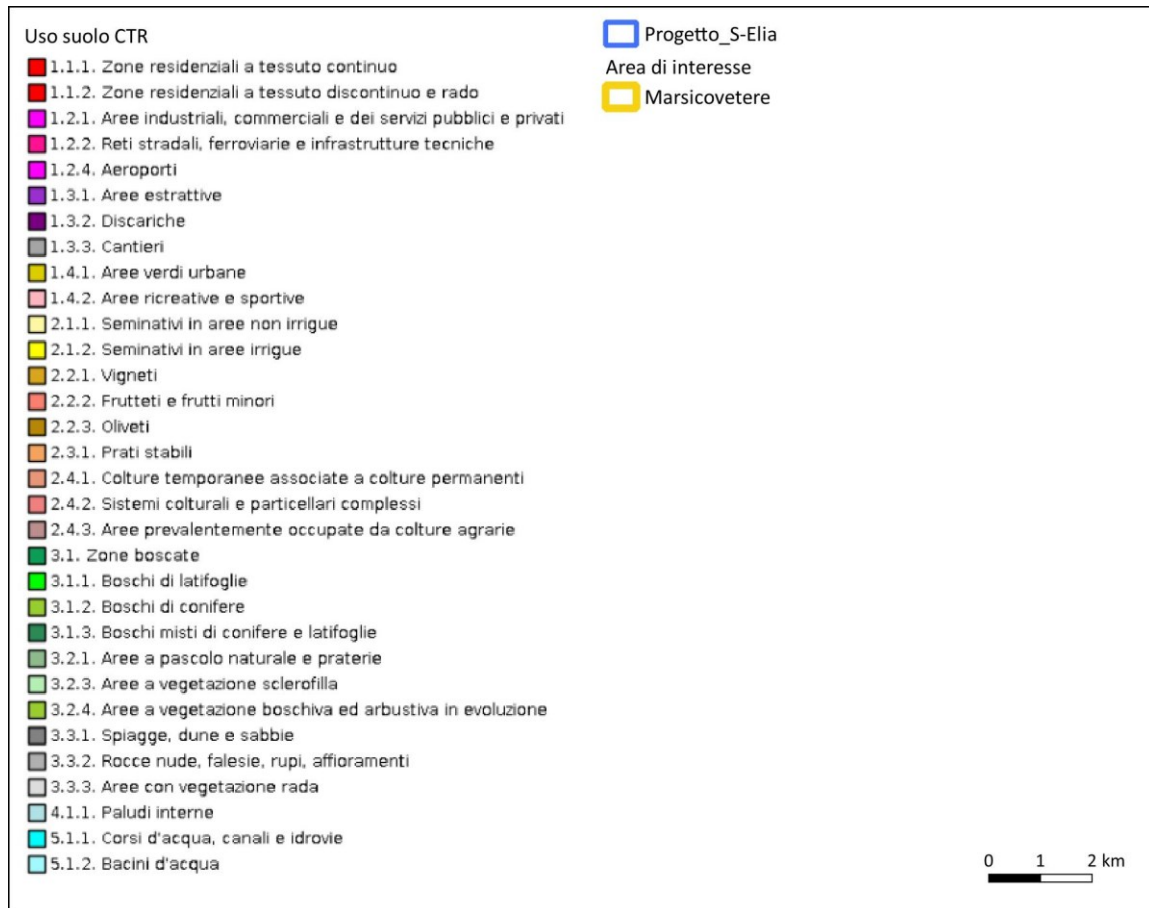 Uso suolo CTR
1.1.1. Zone residenziali a tessuto continuo
1.1.2. Zone residenziali a tessuto discontinuo e rado
1.2.1. Aree industriali, commerciali e dei servizi pubblici e privati
1.2.2. Reti stradali, ferroviarie e infrastrutture tecniche
1.2.4. Aeroporti
1.3.1. Aree estrattive
1.3.2. Discariche
1.3.3. Cantieri
1.4.1. Aree verdi urbane
1.4.2. Aree ricreative e sportive
2.1.1. Seminativi in aree non irrigue
2.1.2. Seminativi in aree irrigue
2.2.1. Vigneti
2.2.2. Frutteti e frutti minori
2.2.3. Oliveti
2.3.1. Prati stabili
2.4.1. Colture temporanee associate a colture permanenti
2.4.2. Sistemi colturali e particellari complessi
2.4.3. Aree prevalentemente occupate da colture agrarie
3.1. Zone boscate
3.1.1. Boschi di latifoglie
3.1.2. Boschi di conifere
3.1.3. Boschi misti di conifere e latifoglie
3.2.1. Aree a pascolo naturale e praterie
3.2.3. Aree a vegetazione sclerofilla
3.2.4. Aree a vegetazione boschiva ed arbustiva in evoluzione
3.3.1. Spiagge, dune e sabbie
3.3.2. Rocce nude, falesie, rupi, affioramenti
3.3.3. Aree con vegetazione rada
4.1.1. Paludi interne
5.1.1. Corsi d'acqua, canali e idrovie
5.1.2. Bacini d'acqua
Progetto_S-Elia
Area di interesse
Marsicovetere
0 1 2 km